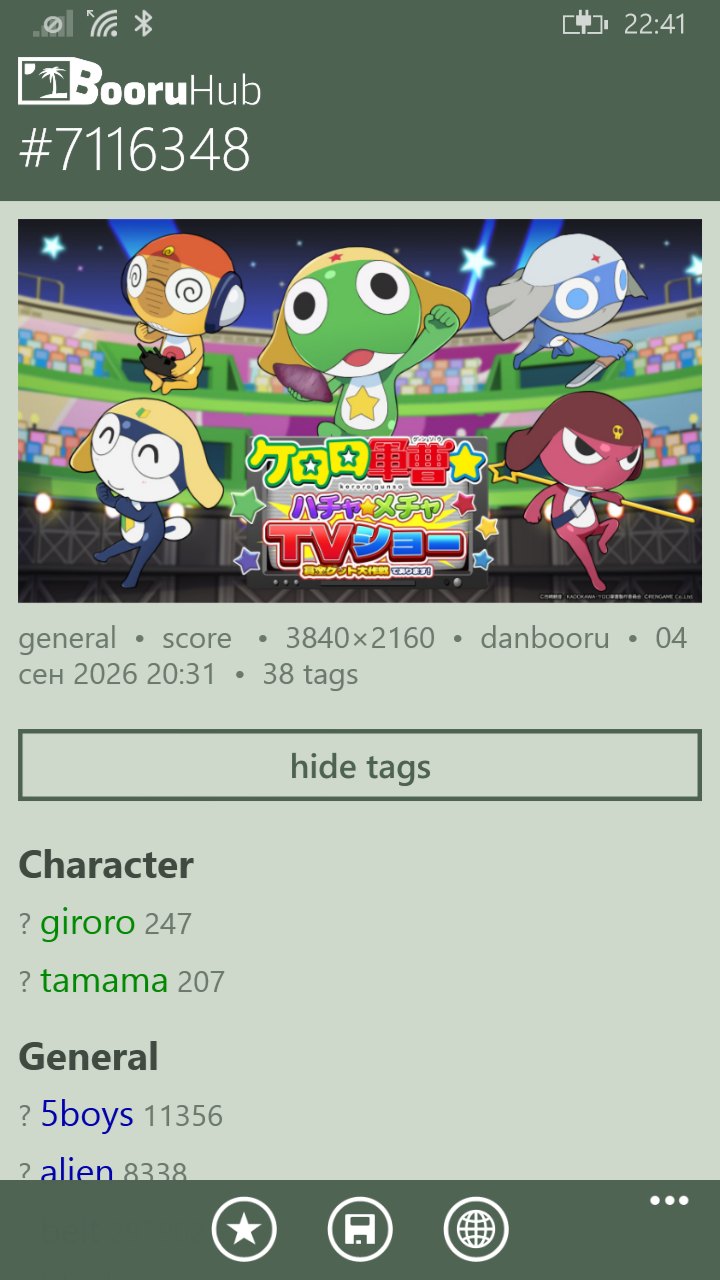 22:41
BooruHub
#7116348
ケロロ軍曹
keroro gunso
ハチャ★メチャ
TVショー
general • score • 3840×2160 • danbooru • 04
сен 2026 20:31 • 38 tags
hide tags
Character
? giroro 247
? tamama 207
General
? 5boys 11356
? alien 8338